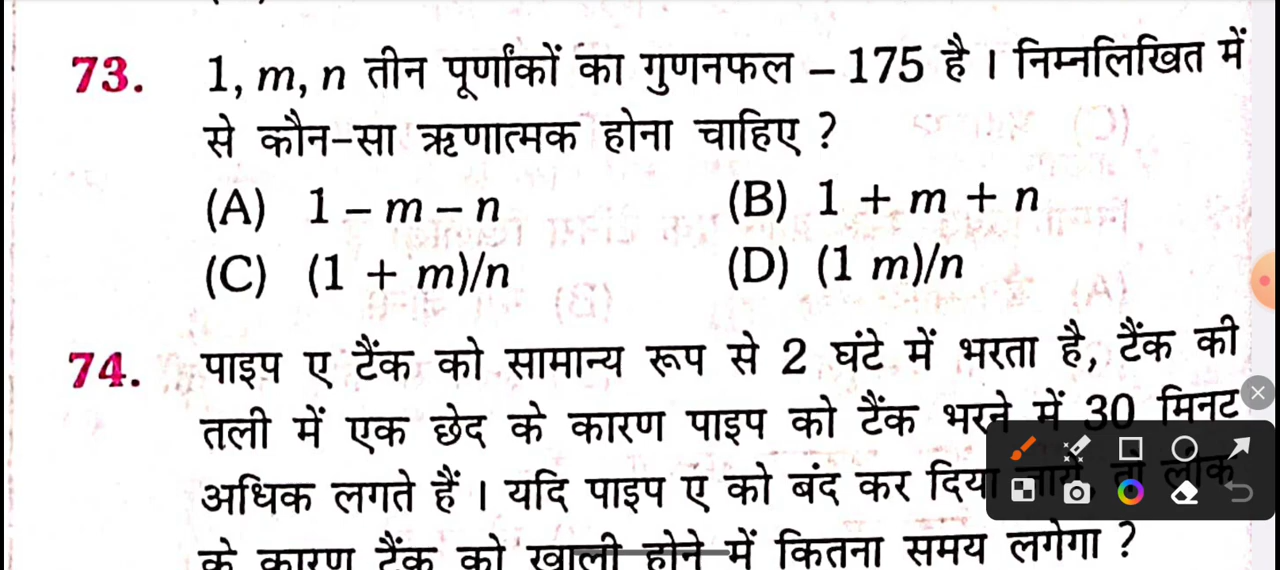 73. 1, m, n तीन पूर्णांकों का गुणनफल – 175 है। निम्नलिखित में
से कौन-सा ऋणात्मक होना चाहिए ?
(A) 1 – m – n (B) 1 + m + n
(C) (1 + m)/n (D) (1 m)/n
74. पाइप ए टैंक को सामान्य रूप से 2 घंटे में भरता है, टैंक की
तली में एक छेद के कारण पाइप को टैंक भरने में 30 मिनट
अधिक लगते हैं। यदि पाइप ए को बंद कर दिया जाये, तो लीक
के कारण टैंक को खाली होने में कितना समय लगेगा ?